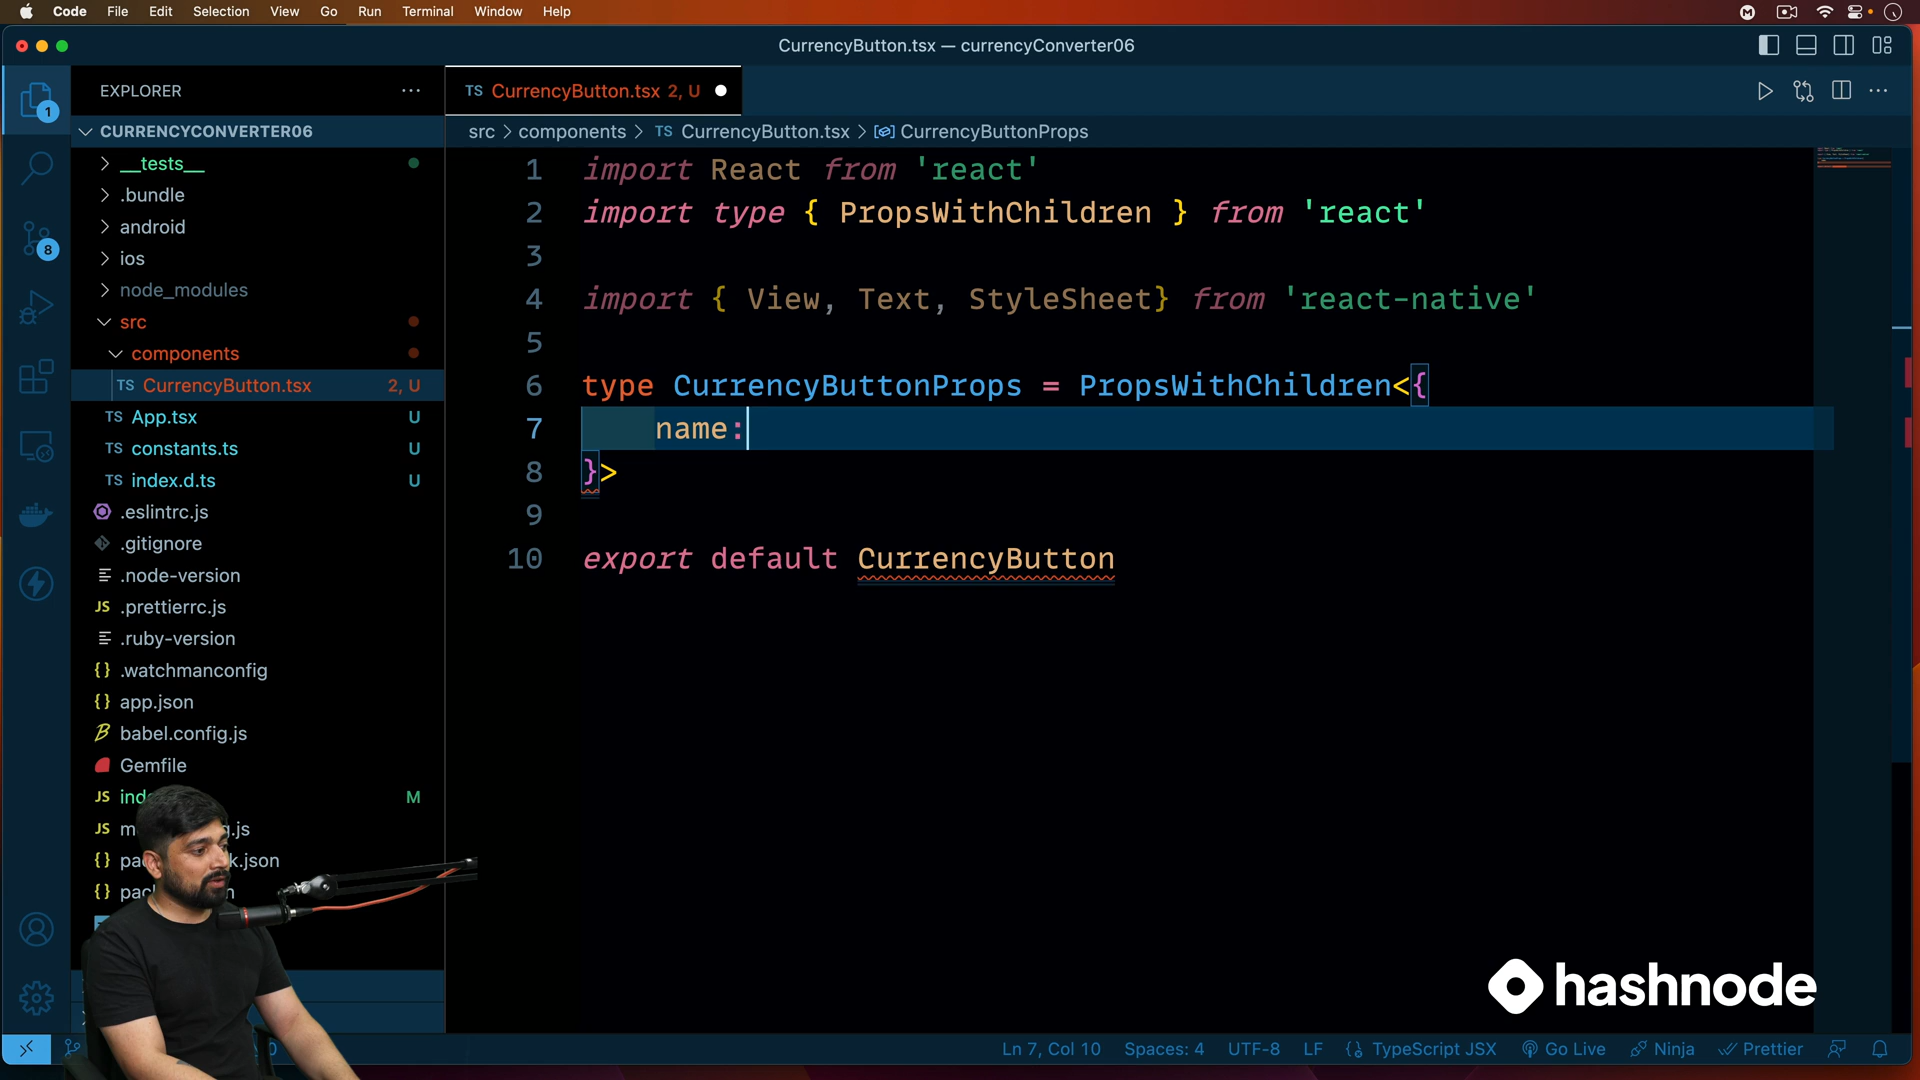 Code File Edit Selection View Go Run Terminal Window Help
CurrencyButton.tsx — currencyConverter06
EXPLORER
TS CurrencyButton.tsx 2, U
CURRENCYCONVERTER06
src > components > TS CurrencyButton.tsx > CurrencyButtonProps
1
__tests__
.bundle
android
ios
node_modules
src
components
TS CurrencyButton.tsx 2, U
TS App.tsx U
TS constants.ts U
TS index.d.ts U
.eslintrc.js
.gitignore
.node-version
JS .prettierrc.js
.ruby-version
{} .watchmanconfig
{} app.json
babel.config.js
Gemfile
JS M
JS
{}
{}
8
1 import React from 'react'
2 import type { PropsWithChildren } from 'react'
3
4 import { View, Text, StyleSheet} from 'react-native'
5
6 type CurrencyButtonProps = PropsWithChildren<{
7 name:
8 }>
9
10 export default CurrencyButton
hashnode
Ln 7, Col 10 Spaces: 4 UTF-8 LF {} TypeScript JSX Go Live Ninja Prettier